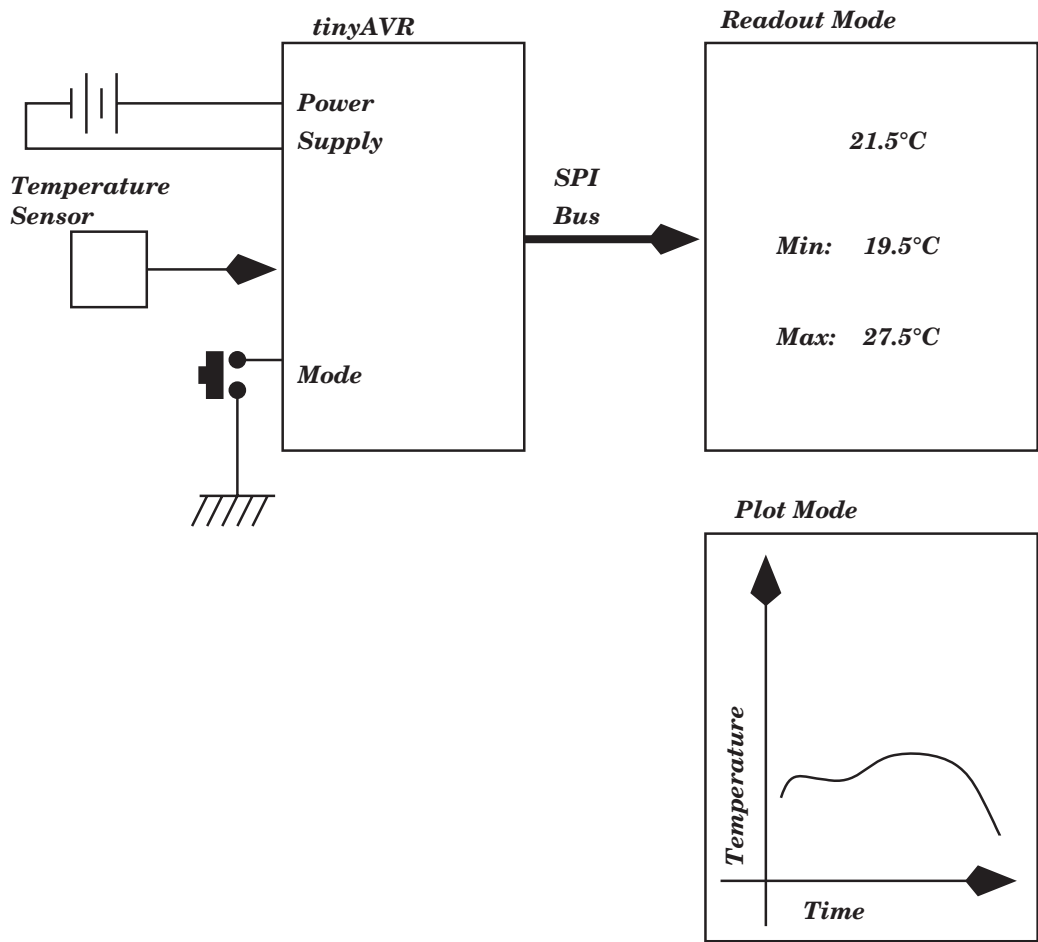 tinyAVR
Readout Mode
Power
Supply
21.5°C
Temperature
Sensor
SPI
Bus
Min: 19.5°C
Max: 27.5°C
Mode
Plot Mode
Temperature
Time